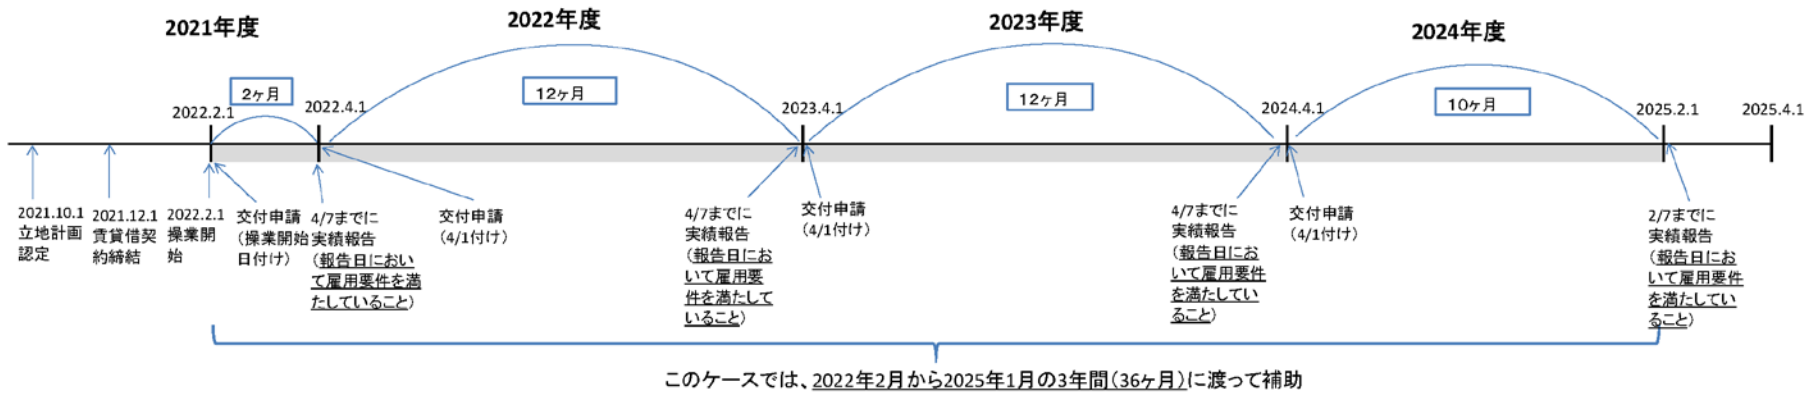 2021年度
2022年度
2023年度
2024年度
2ヶ月
12ヶ月
12ヶ月
10ヶ月
2022.2.1
2022.4.1
2023.4.1
2024.4.1
2025.2.1
2025.4.1
2021.10.1
立地計画
認定
2021.12.1
賃貸借契
約締結
2022.2.1
操業開
始
交付申請
（操業開始
日付け）
4/7までに
実績報告
（報告日におい
て雇用要件を満
たしていること）
交付申請
（4/1付け）
4/7までに
実績報告
（報告日にお
いて雇用要
件を満たして
いること）
交付申請
（4/1付け）
4/7までに
実績報告
（報告日にお
いて雇用要件
を満たしてい
ること）
交付申請
（4/1付け）
2/7までに
実績報告
（報告日にお
いて雇用要件
を満たしてい
ること）
このケースでは、2022年2月から2025年1月の3年間（36ヶ月）に渡って補助